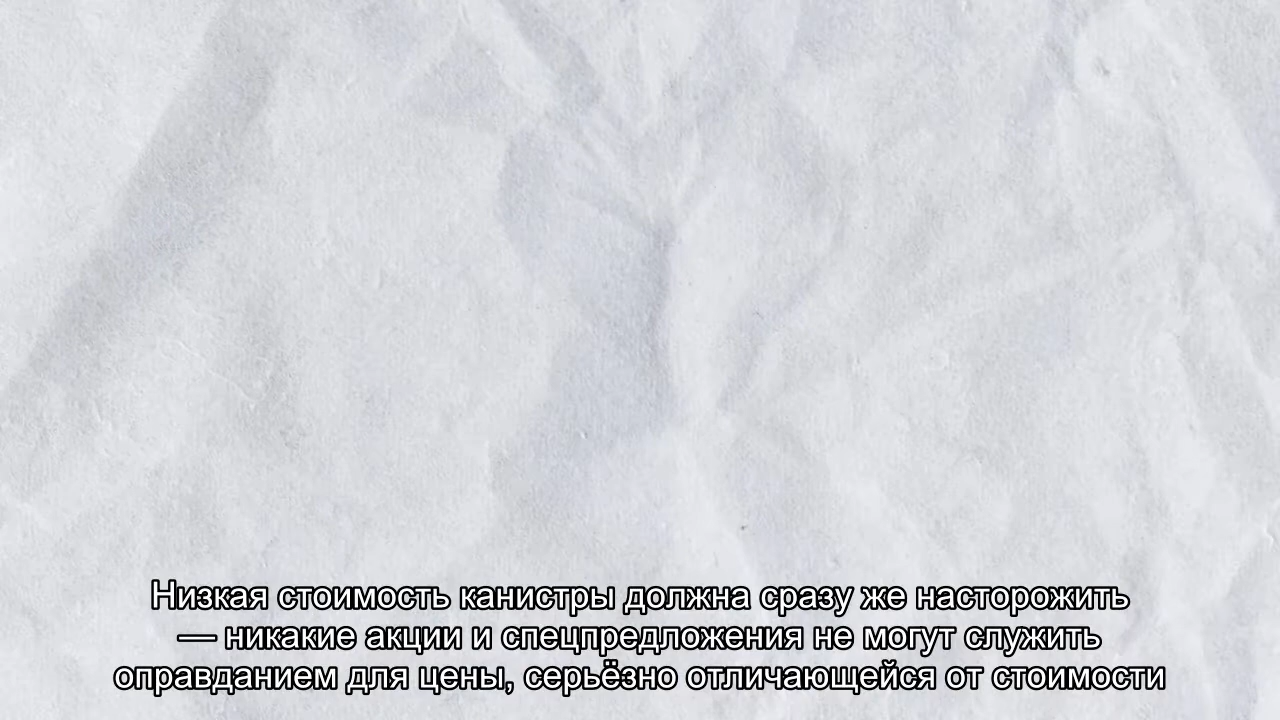 Низкая стоимость канистры должна сразу же насторожить
— никакие акции и спецпредложения не могут служить
оправданием для цены, серьёзно отличающейся от стоимости